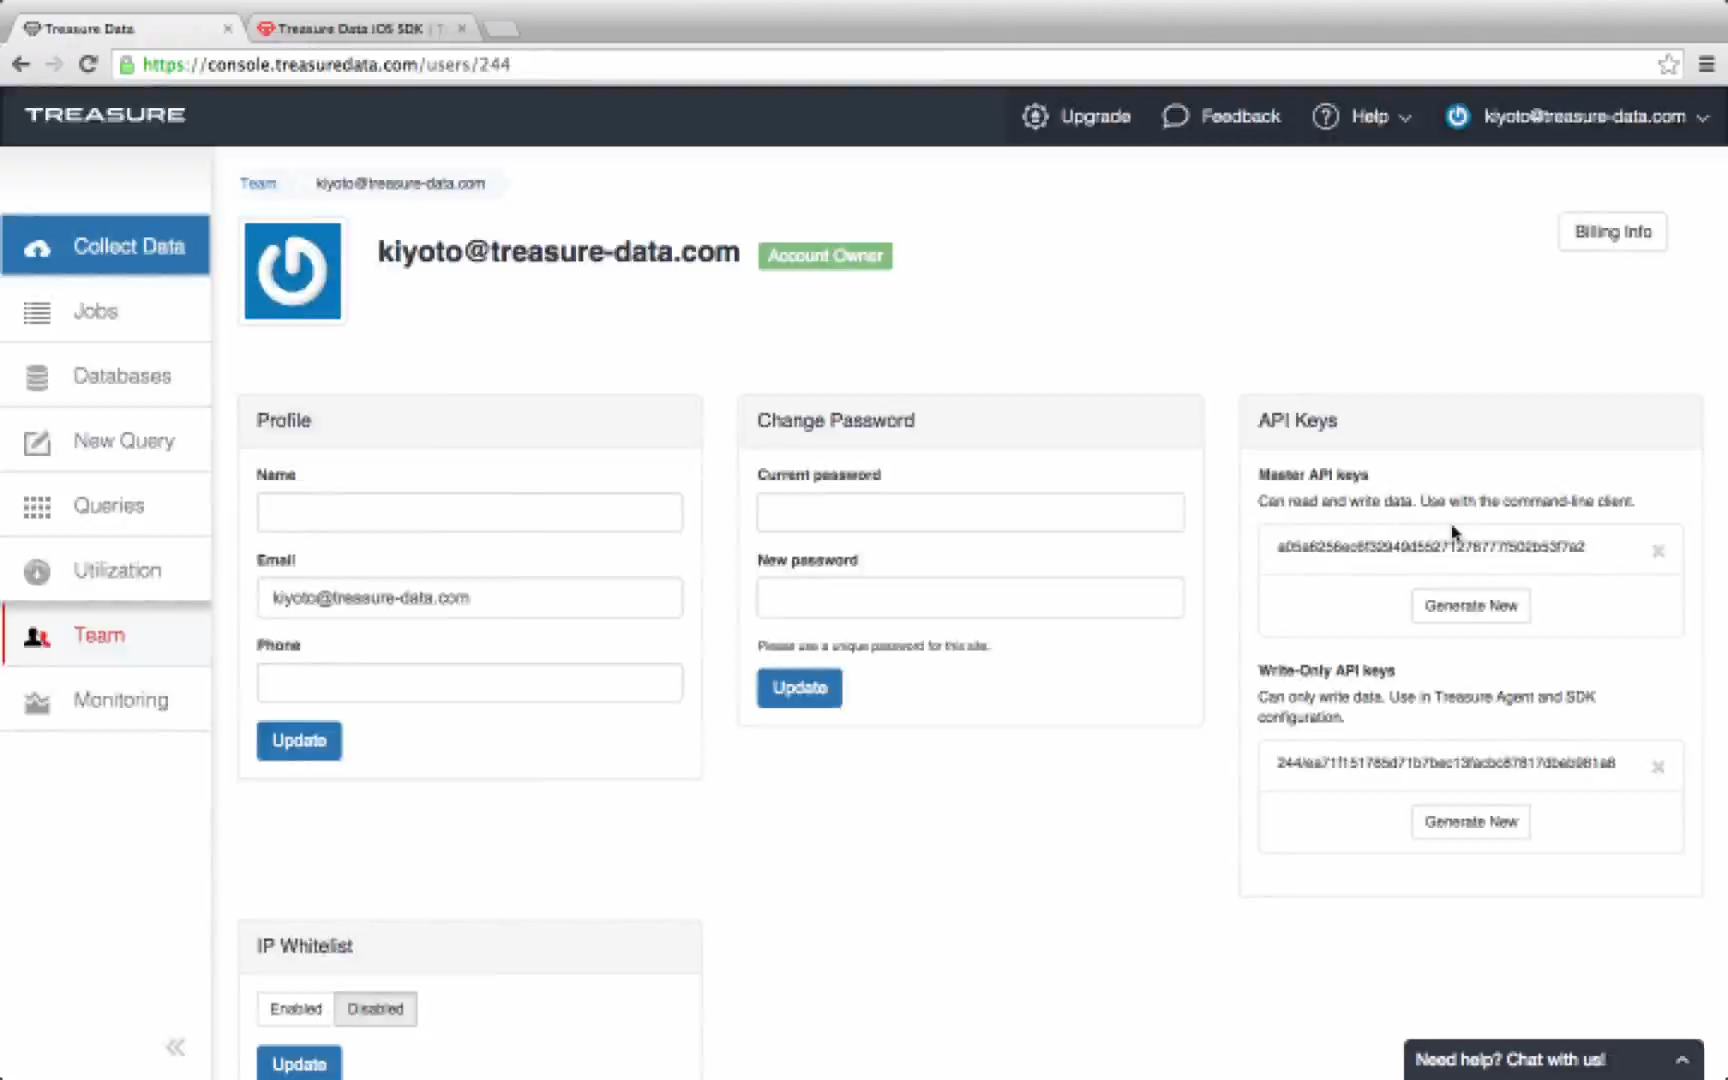 Treasure Data
Treasure Data iOS SDK | T
https://console.treasuredata.com/users/244
TREASURE
Upgrade
Feedback
Help
kiyoto@treasure-data.com
Team
kiyoto@treasure-data.com
kiyoto@treasure-data.com
Account Owner
Billing Info
Collect Data
Jobs
Databases
New Query
Queries
Utilization
Team
Monitoring
Profile
Name
Email
kiyoto@treasure-data.com
Phone
Update
Change Password
Current password
New password
Please use a unique password for this site.
Update
API Keys
Master API keys
Can read and write data. Use with the command-line client.
Generate New
Write-Only API keys
Can only write data. Use in Treasure Agent and SDK
configuration.
Generate New
IP Whitelist
Enabled
Disabled
Update
Need help? Chat with us!